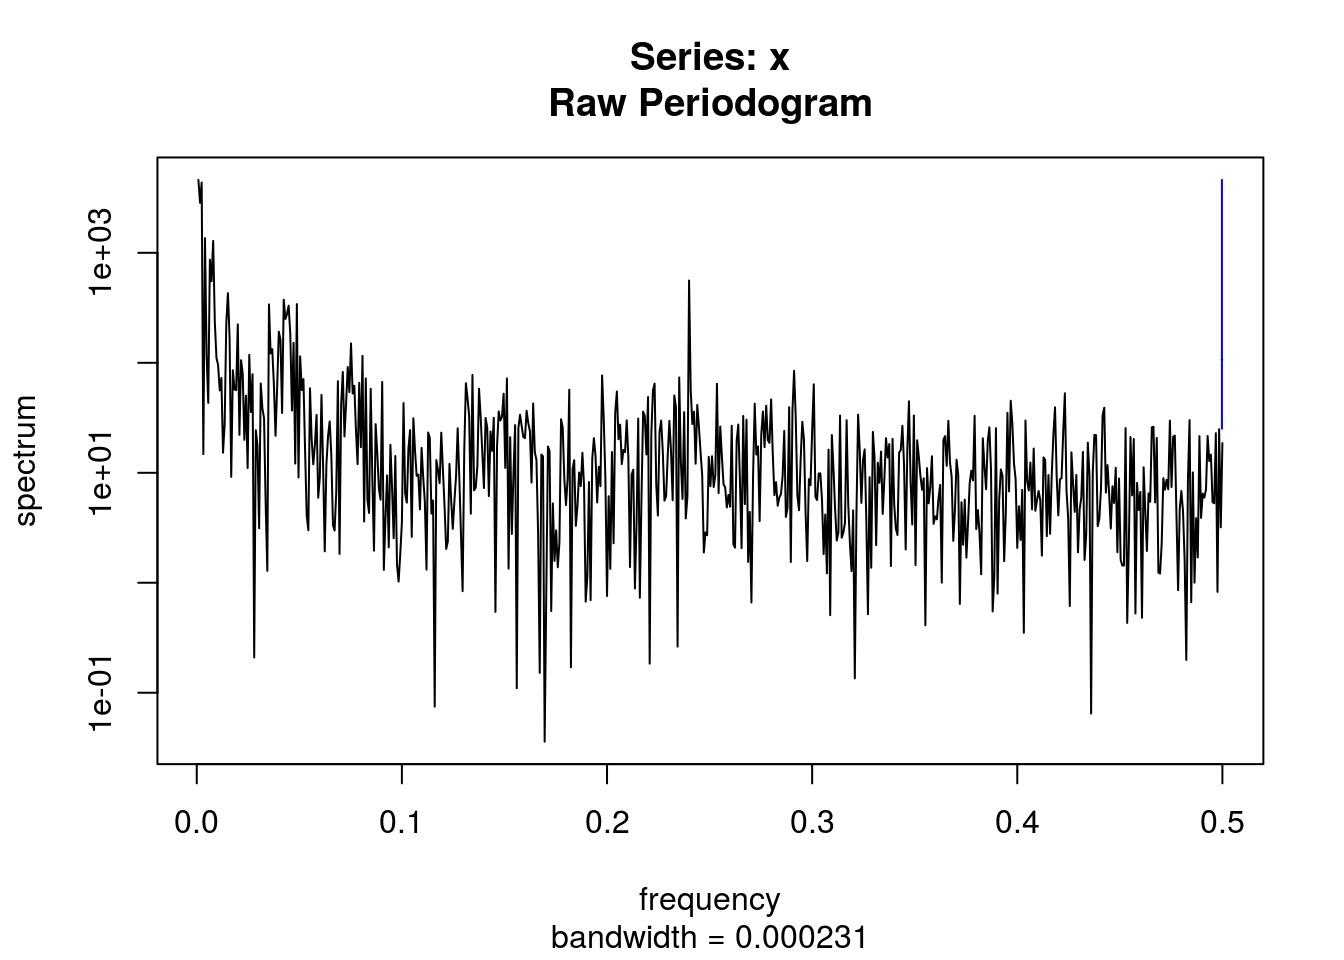 Series: x
Raw Periodogram
spectrum
1e+03
1e+01
1e-01
0.0 0.1 0.2 0.3 0.4 0.5
frequency
bandwidth = 0.000231